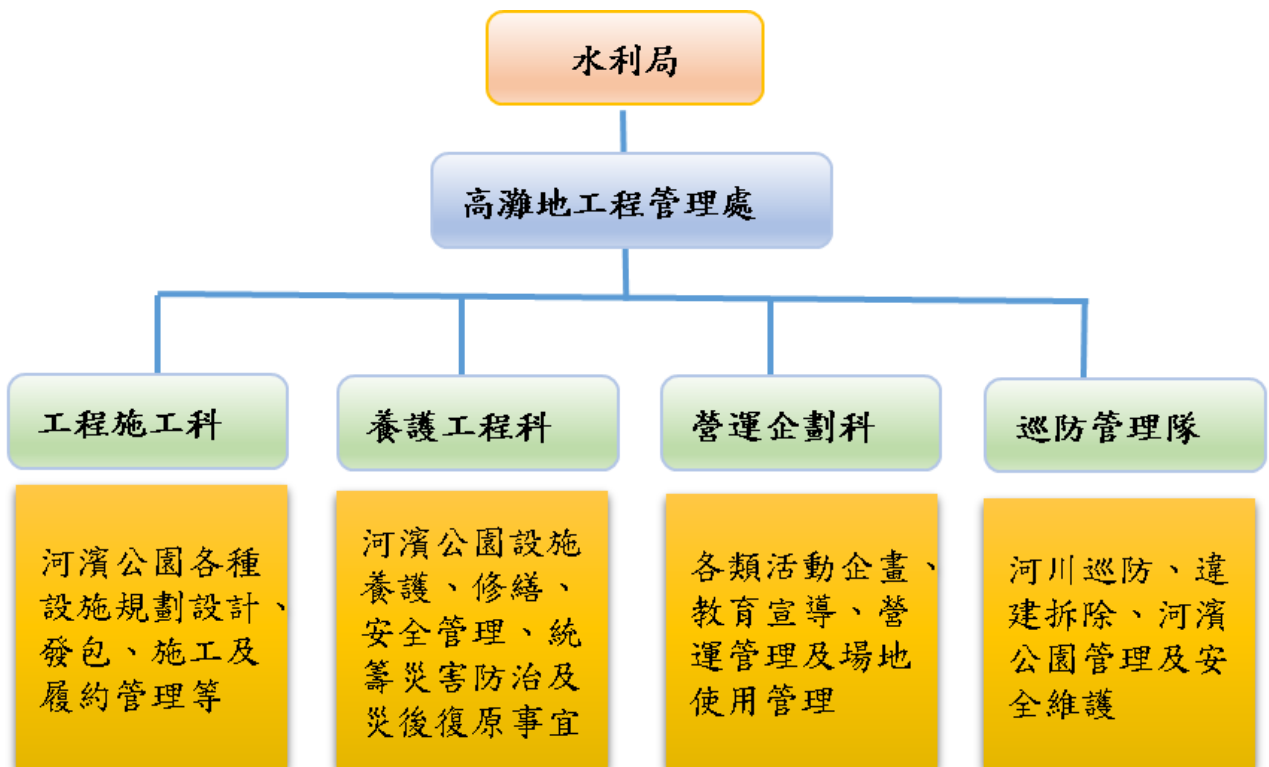 水利局
高灘地工程管理處
工程施工科
養護工程科
營運企劃科
巡防管理隊
河濱公園各種
設施規劃設計、
發包、施工及
履約管理等
河濱公園設施
養護、修繕、
安全管理、統
籌災害防治及
災後復原事宜
各類活動企畫、
教育宣導、營
運管理及場地
使用管理
河川巡防、違
建拆除、河濱
公園管理及安
全維護